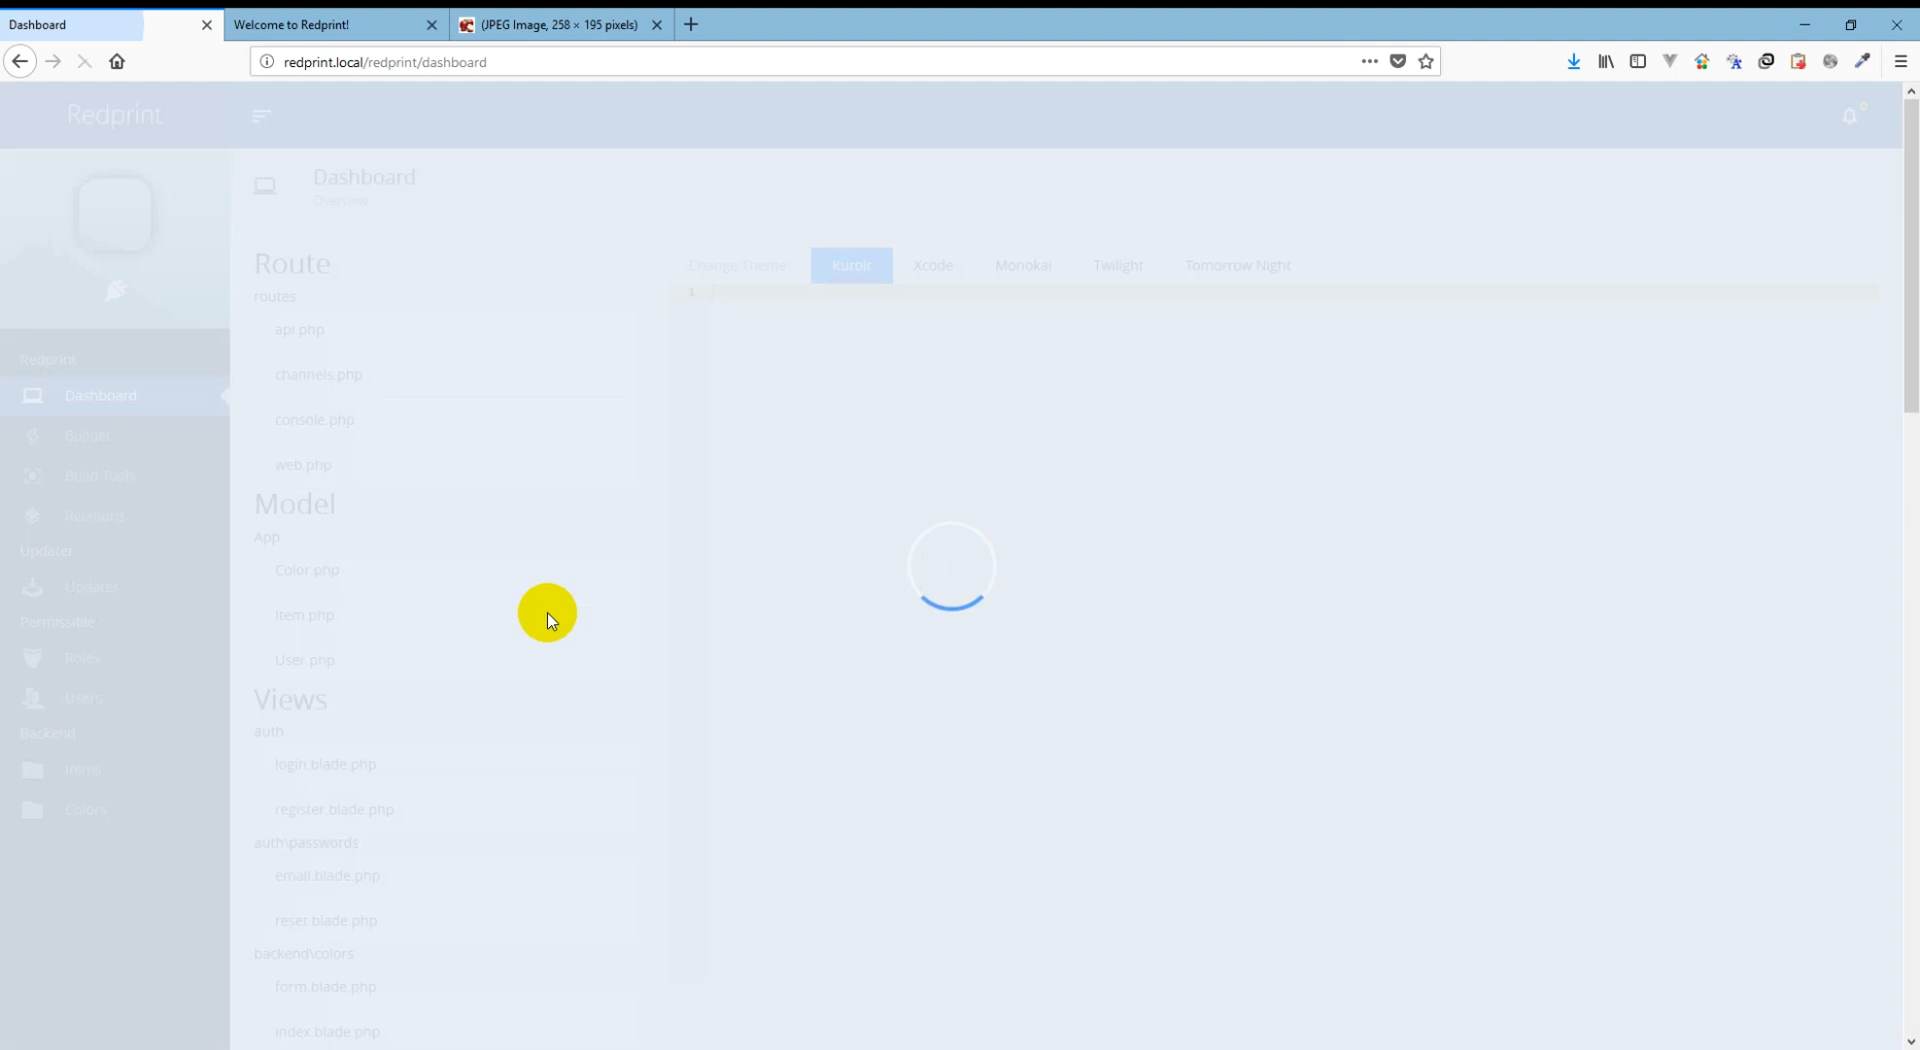 Dashboard
Welcome to Redprint!
(JPEG Image, 258 × 195 pixels)
redprint.local/redprint/dashboard
Redprint
Dashboard
Overview
Redprint
Dashboard
Builder
Build Tools
Relations
Updater
Updater
Permissible
Roles
Users
Backend
Items
Colors
Route
routes
api.php
channels.php
console.php
web.php
Model
App
Color.php
Item.php
User.php
Views
auth
login.blade.php
register.blade.php
auth\passwords
email.blade.php
reset.blade.php
backend\colors
form.blade.php
index.blade.php
Change Theme Kuroir Xcode Monokai Twilight Tomorrow Night
1